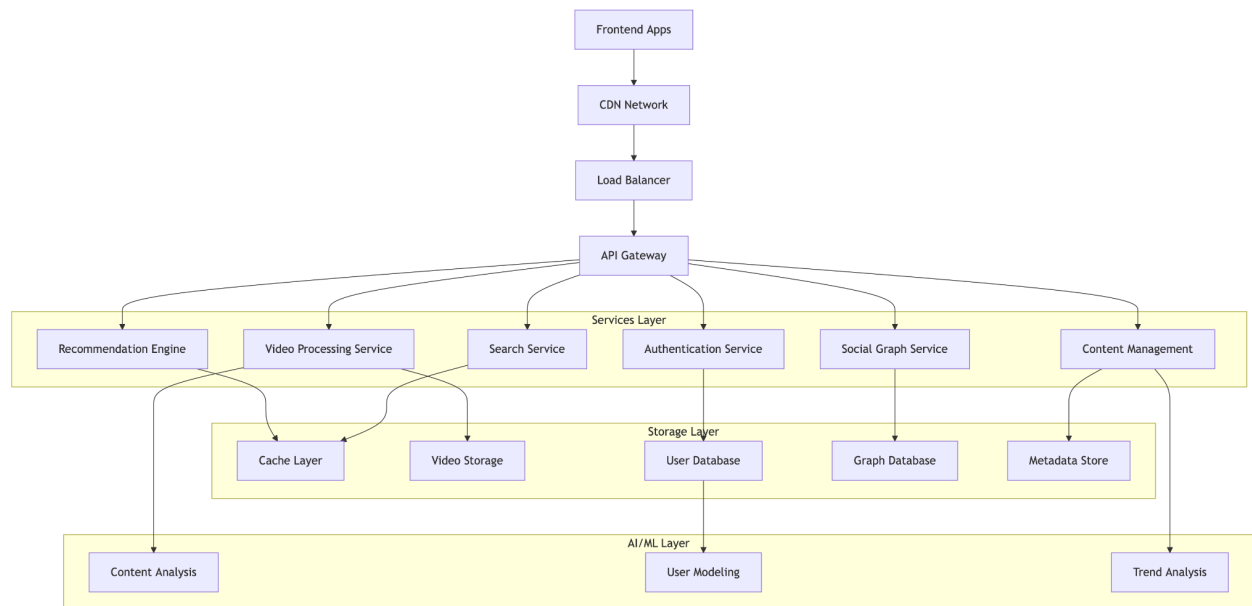 Frontend Apps
CDN Network
Load Balancer
API Gateway
Services Layer
Recommendation Engine
Video Processing Service
Search Service
Authentication Service
Social Graph Service
Content Management
Storage Layer
Cache Layer
Video Storage
User Database
Graph Database
Metadata Store
AI/ML Layer
Content Analysis
User Modeling
Trend Analysis